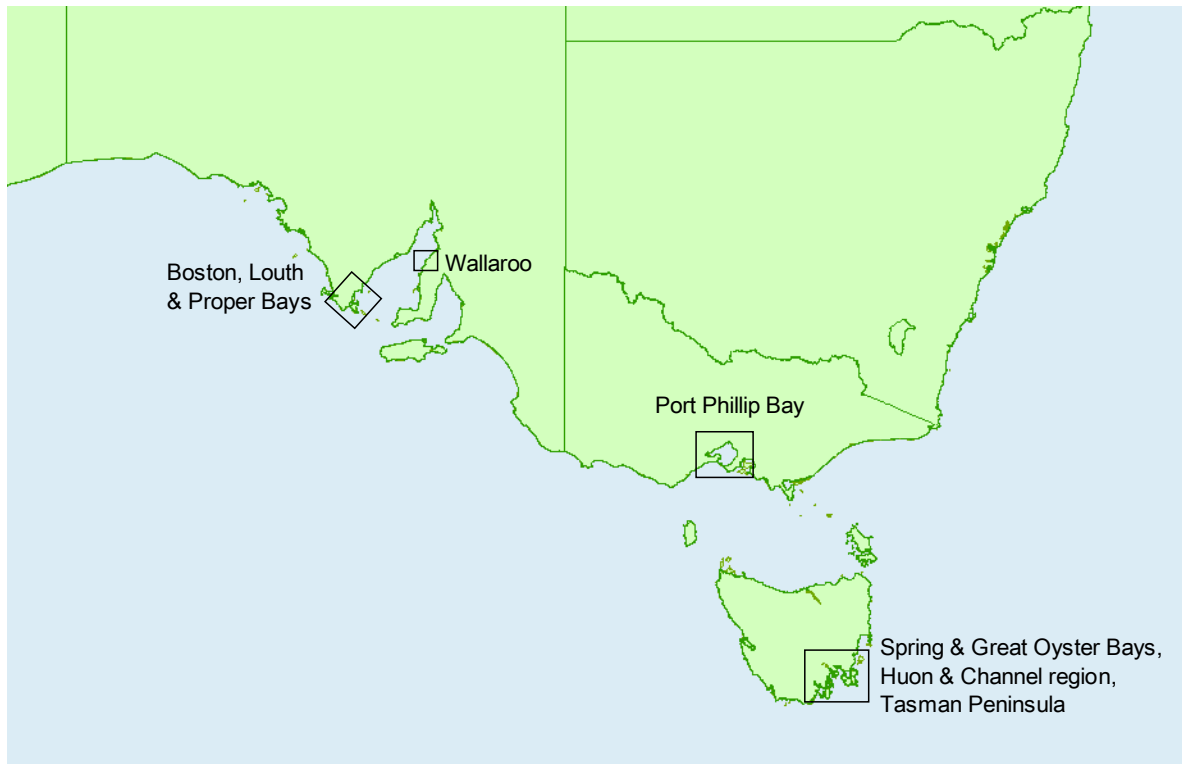 Wallaroo
Boston, Louth
& Proper Bays
Port Phillip Bay
Spring & Great Oyster Bays,
Huon & Channel region,
Tasman Peninsula